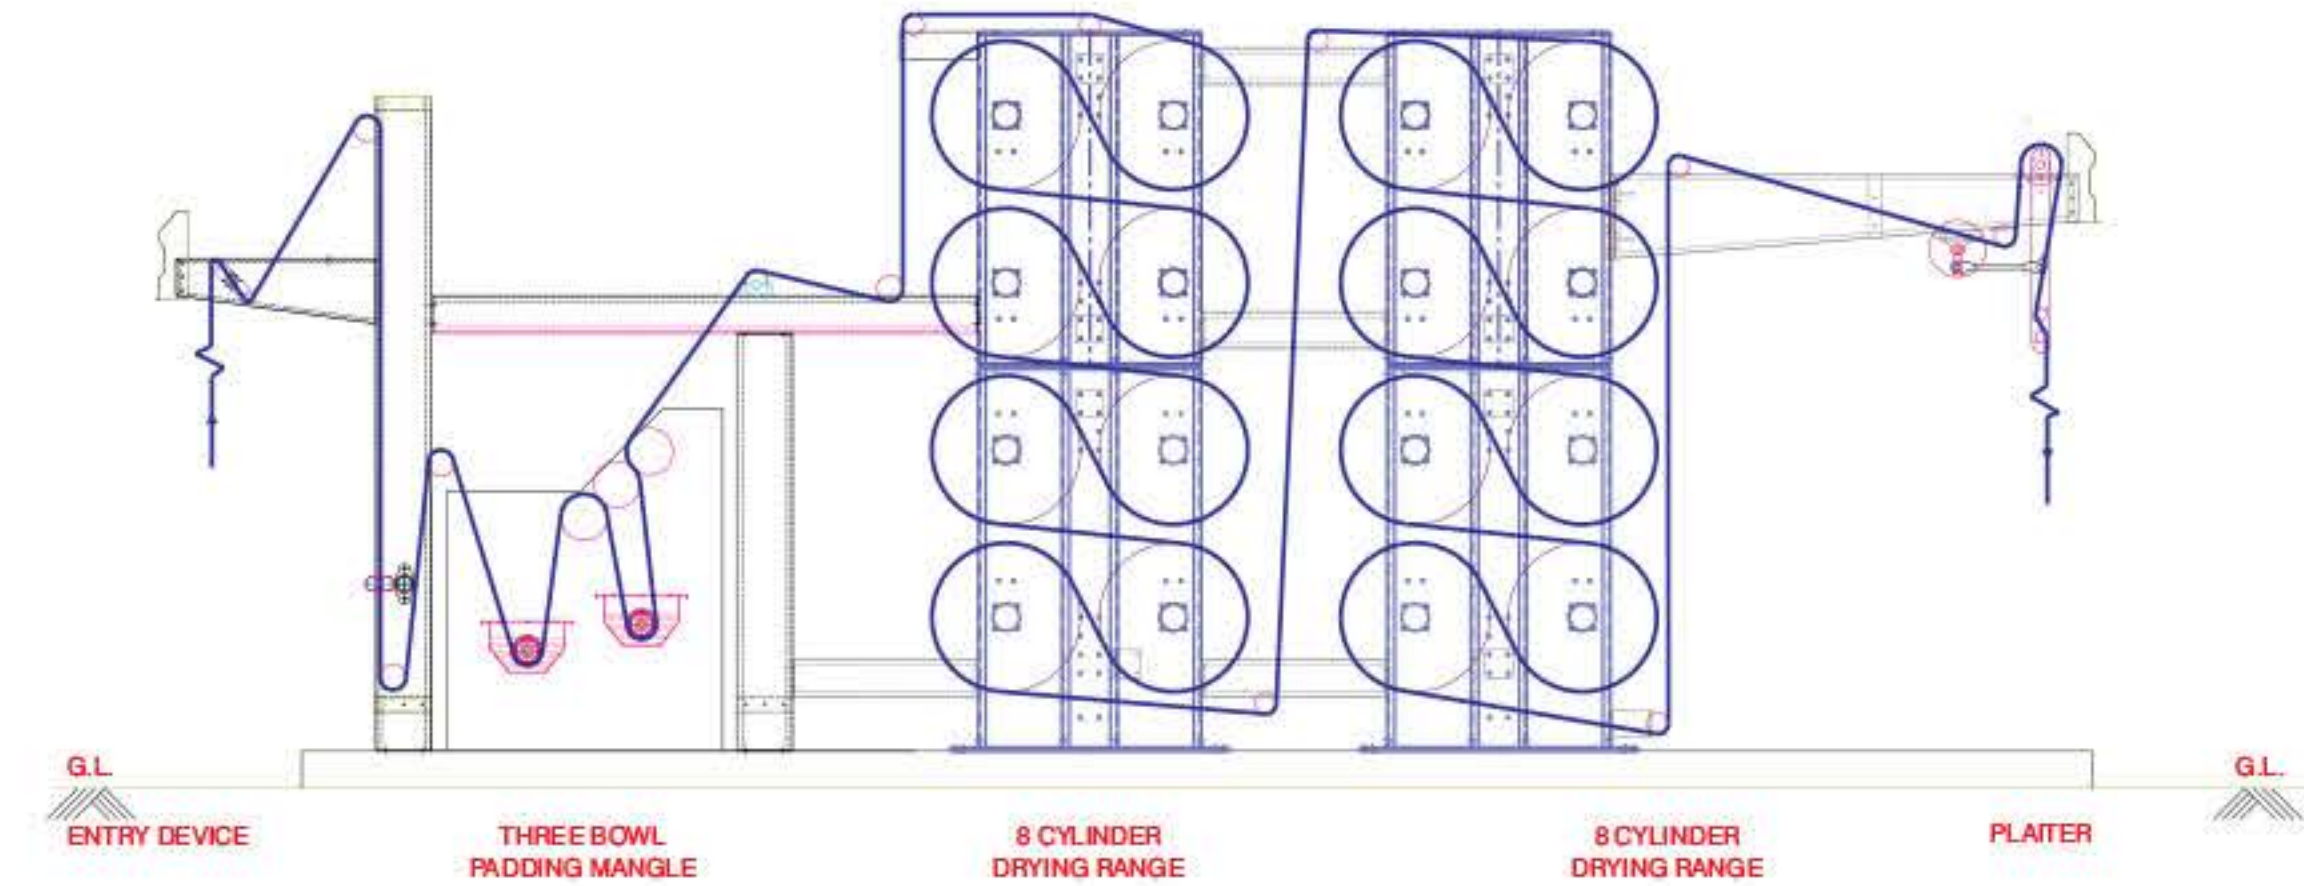 G.L.
G.L.
ENTRY DEVICE
THREE BOWL
PADDING MANGLE
8 CYLINDER
DRYING RANGE
8 CYLINDER
DRYING RANGE
PLAITER